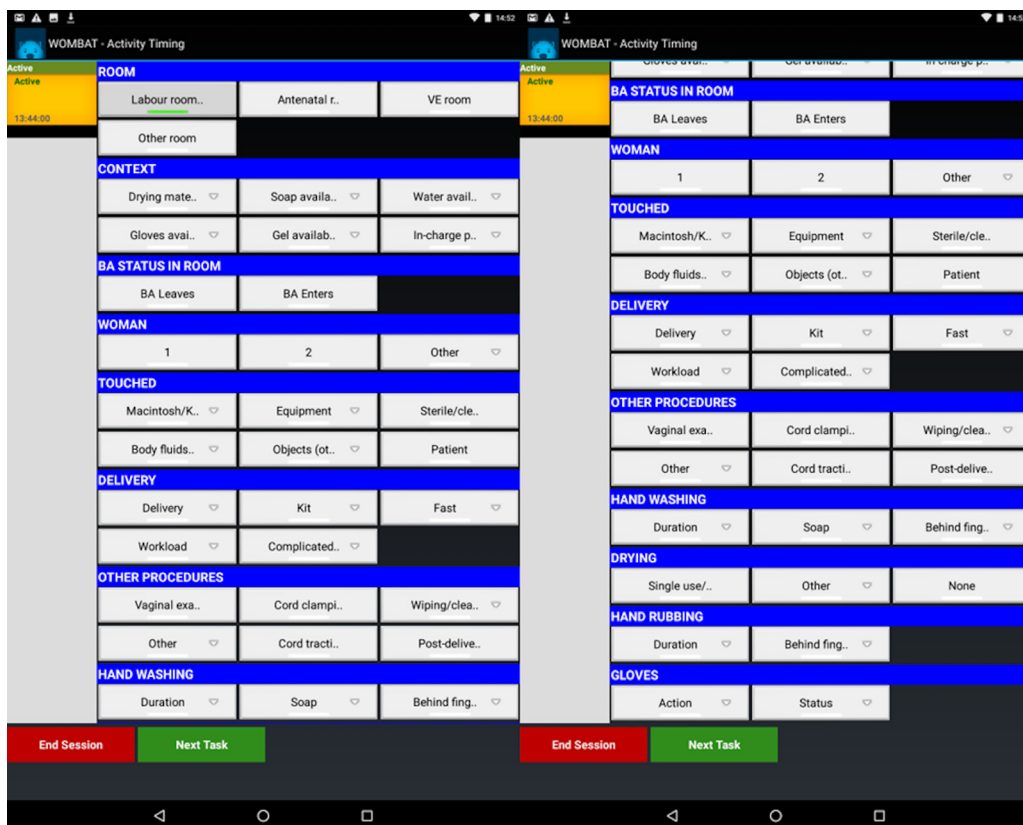 14:52
WOMBAT - Activity Timing
Active
Active
13:44:00
ROOM
Labour room.. Antenatal r.. VE room
Other room
CONTEXT
Drying mate.. Soap availa.. Water avail..
Gloves avai.. Gel availab.. In-charge p..
BA STATUS IN ROOM
BA Leaves BA Enters
WOMAN
1 2 Other
TOUCHED
Macintosh/K.. Equipment Sterile/cle..
Body fluids.. Objects (ot.. Patient
DELIVERY
Delivery Kit Fast
Workload Complicated..
OTHER PROCEDURES
Vaginal exa.. Cord clampi.. Wiping/clea..
Other Cord tracti.. Post-delive..
HAND WASHING
Duration Soap Behind fing..
End Session Next Task
14:5
WOMBAT - Activity Timing
Active
Active
13:44:00
Gloves avai.. Gel availab.. In-charge p..
BA STATUS IN ROOM
BA Leaves BA Enters
WOMAN
1 2 Other
TOUCHED
Macintosh/K.. Equipment Sterile/cle..
Body fluids.. Objects (ot.. Patient
DELIVERY
Delivery Kit Fast
Workload Complicated..
OTHER PROCEDURES
Vaginal exa.. Cord clampi.. Wiping/clea..
Other Cord tracti.. Post-delive..
HAND WASHING
Duration Soap Behind fing..
DRYING
Single use/.. Other None
HAND RUBBING
Duration Behind fing..
GLOVES
Action Status
End Session Next Task